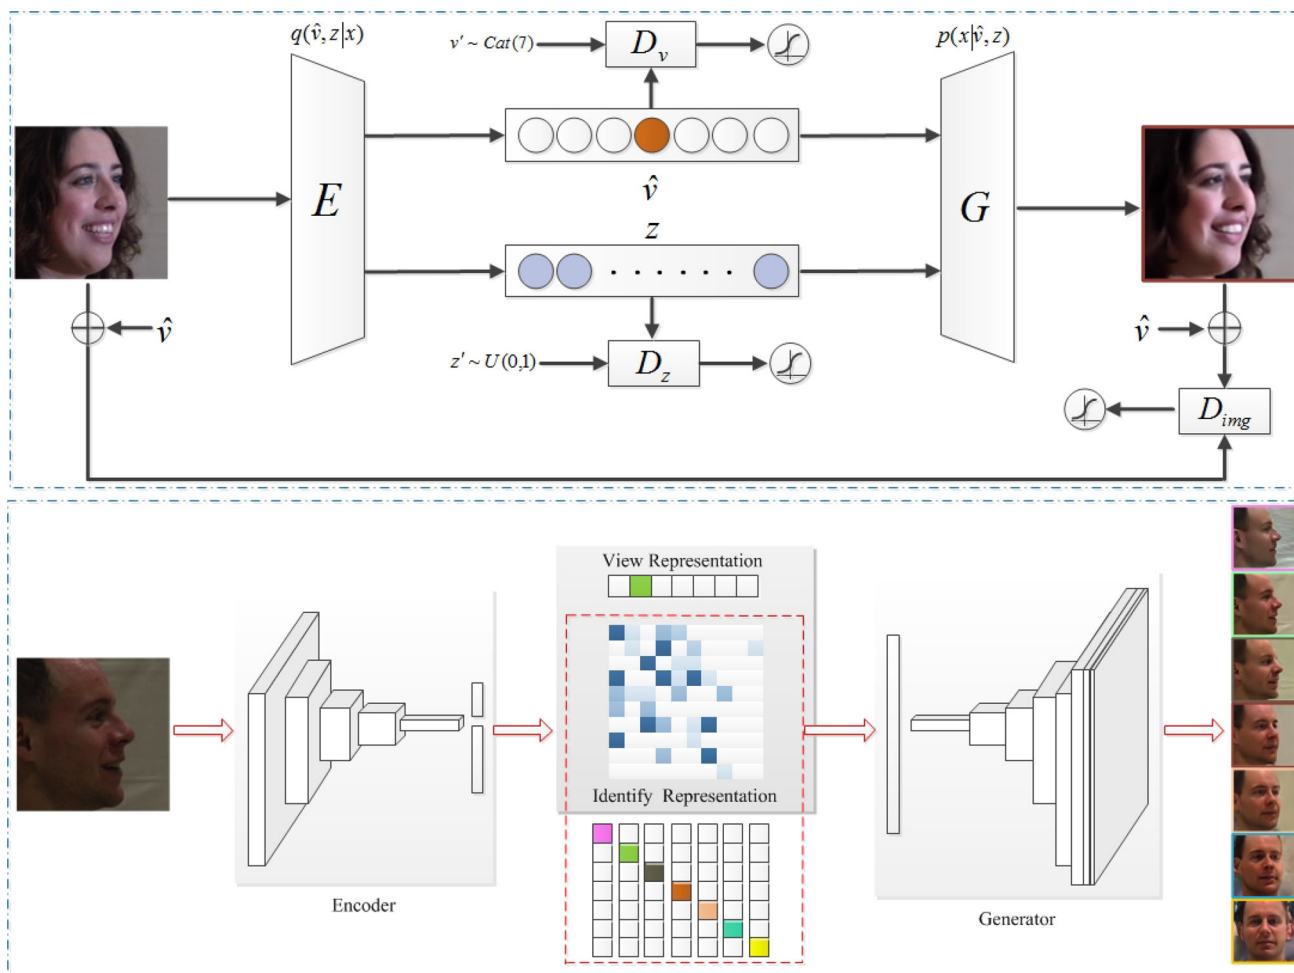 q(v̂, z|x)
v' ~ Cat(7)
D_v
p(x|v̂, z)
E
v̂
G
z
v̂
z' ~ U(0,1)
D_z
v̂
D_img
View Representation
Identify Representation
Encoder
Generator